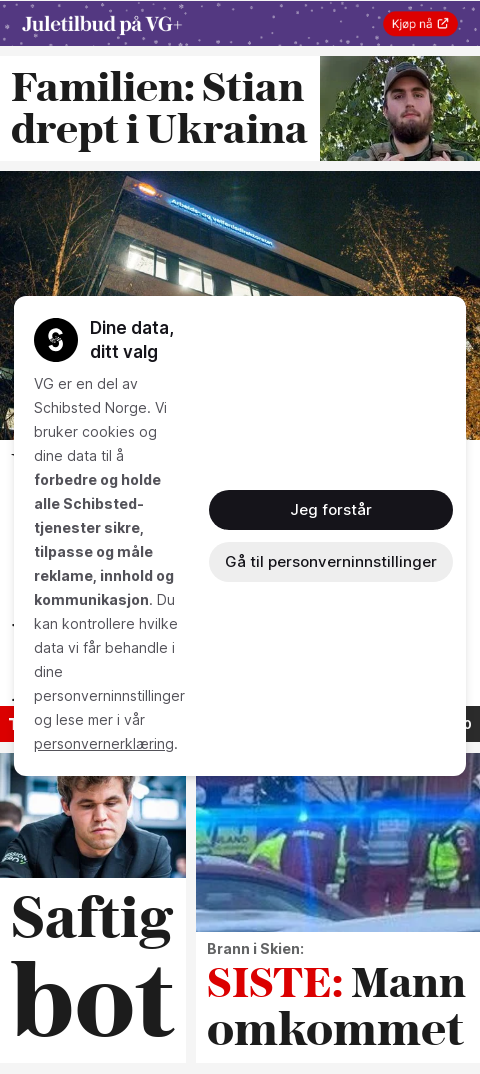 Juletilbud på VG+
Kjøp nå
Familien: Stian
drept i Ukraina
Arbeids- og velferdsdirektoratet
Dine data,
ditt valg
VG er en del av
Schibsted Norge. Vi
bruker cookies og
dine data til å
forbedre og holde
alle Schibsted-
tjenester sikre,
tilpasse og måle
reklame, innhold og
kommunikasjon. Du
kan kontrollere hvilke
data vi får behandle i
dine
personverninnstillinger
og lese mer i vår
personvernerklæring.
Jeg forstår
Gå til personverninnstillinger
Saftig
bot
Brann i Skien:
SISTE: Mann
omkommet